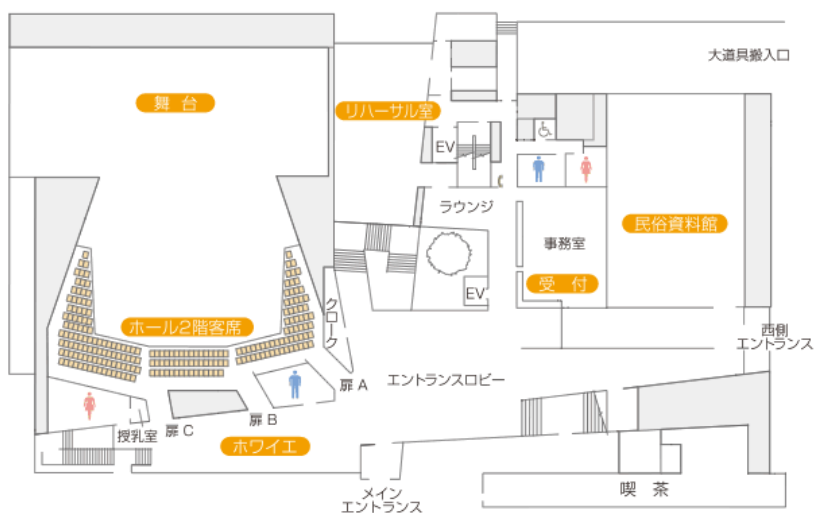 大道具搬入口
舞台
リハーサル室
EV
ラウンジ
事務室
民俗資料館
受付
EV
クローク
ホール2階客席
西側
エントランス
扉A
エントランスロビー
扉B
扉C
授乳室
ホワイエ
メイン
エントランス
喫茶